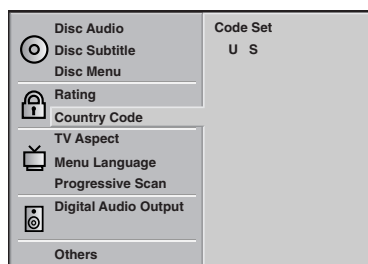 Disc Audio
Disc Subtitle
Disc Menu
Rating
Country Code
TV Aspect
Menu Language
Progressive Scan
Digital Audio Output
Others
Code Set
U S